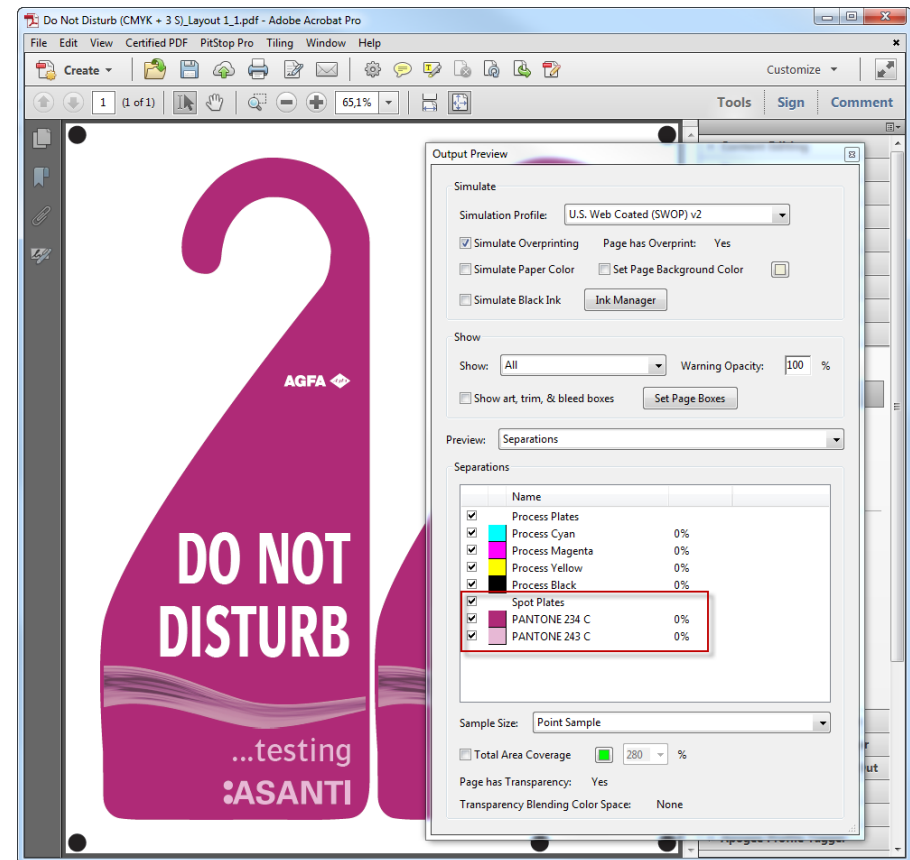 Do Not Disturb (CMYK + 3 S)_Layout 1_1.pdf - Adobe Acrobat Pro
File Edit View Certified PDF PitStop Pro Tiling Window Help
Create Customize
1 (1 of 1) 65,1% Tools Sign Comment
Output Preview
Simulate
Simulation Profile: U.S. Web Coated (SWOP) v2
Simulate Overprinting Page has Overprint: Yes
Simulate Paper Color Set Page Background Color
Simulate Black Ink Ink Manager
Show
Show: All Warning Opacity: 100 %
Show art, trim, & bleed boxes Set Page Boxes
Preview: Separations
Separations
Name
Process Plates
Process Cyan 0%
Process Magenta 0%
Process Yellow 0%
Process Black 0%
Spot Plates
PANTONE 234 C 0%
PANTONE 243 C 0%
Sample Size: Point Sample
Total Area Coverage 280 %
Page has Transparency: Yes
Transparency Blending Color Space: None
AGFA
DO NOT
DISTURB
...testing
:ASANTI